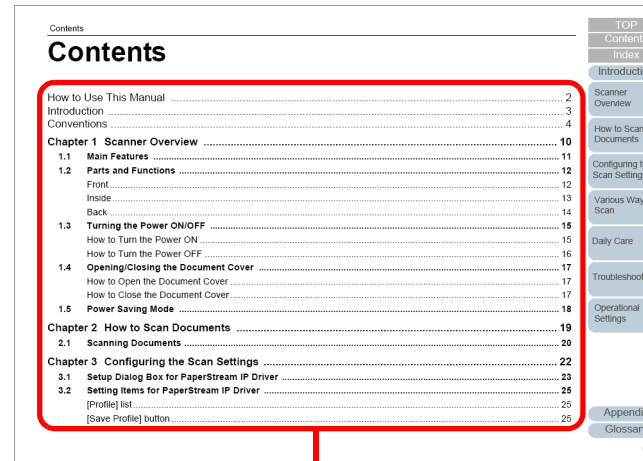 Contents
Contents
How to Use This Manual ... 2
Introduction ... 3
Conventions ... 4
Chapter 1 Scanner Overview ... 10
1.1 Main Features ... 11
1.2 Parts and Functions ... 12
Front ... 12
Inside ... 13
Back ... 14
1.3 Turning the Power ON/OFF ... 15
How to Turn the Power ON ... 15
How to Turn the Power OFF ... 16
1.4 Opening/Closing the Document Cover ... 17
How to Open the Document Cover ... 17
How to Close the Document Cover ... 17
1.5 Power Saving Mode ... 18
Chapter 2 How to Scan Documents ... 19
2.1 Scanning Documents ... 20
Chapter 3 Configuring the Scan Settings ... 22
3.1 Setup Dialog Box for PaperStream IP Driver ... 23
3.2 Setting Items for PaperStream IP Driver ... 25
[Profile] list ... 25
[Save Profile] button ... 25
TOP
Content
Index
Introducti
Scanner
Overview
How to Scan
Documents
Configuring t
Scan Setting
Various Way
Scan
Daily Care
Troubleshoot
Operational
Settings
Appendi
Glossar